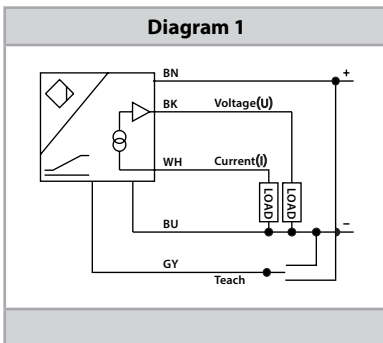 Diagram 1
BN
+
BK
Voltage(U)
WH
Current(I)
LOAD
LOAD
BU
−
GY
Teach